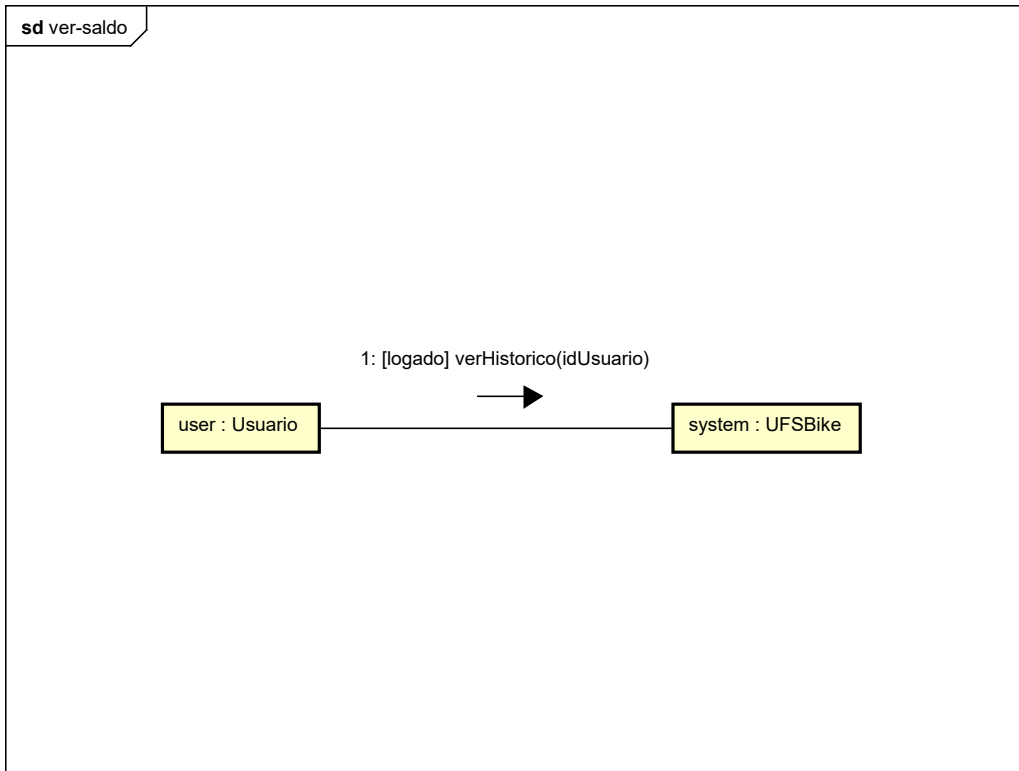 sd ver-saldo
1: [logado] verHistorico(idUsuario)
user : Usuario
system : UFSBike